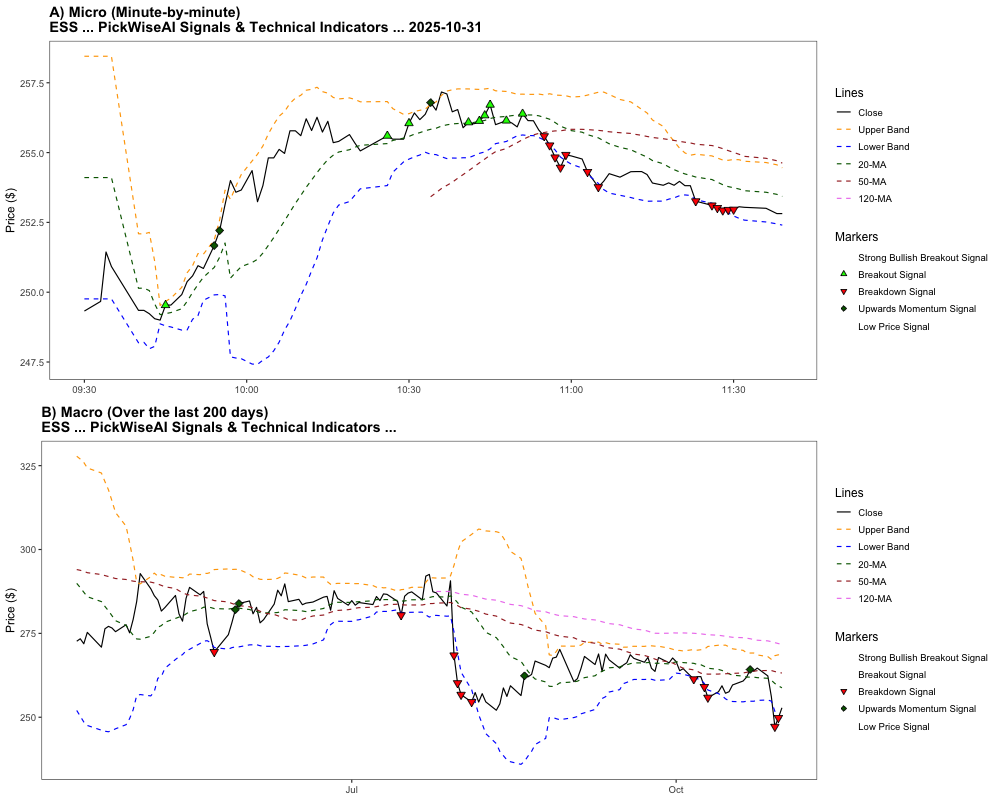 A) Micro (Minute-by-minute)
ESS ... PickWiseAI Signals & Technical Indicators ... 2025-10-31
Price ($)
257.5
255.0
252.5
250.0
247.5
09:30
10:00
10:30
11:00
11:30
Lines
Close
Upper Band
Lower Band
20-MA
50-MA
120-MA
Markers
Strong Bullish Breakout Signal
Breakout Signal
Breakdown Signal
Upwards Momentum Signal
Low Price Signal
B) Macro (Over the last 200 days)
ESS ... PickWiseAI Signals & Technical Indicators ...
Price ($)
325
300
275
250
Jul
Oct
Lines
Close
Upper Band
Lower Band
20-MA
50-MA
120-MA
Markers
Strong Bullish Breakout Signal
Breakout Signal
Breakdown Signal
Upwards Momentum Signal
Low Price Signal